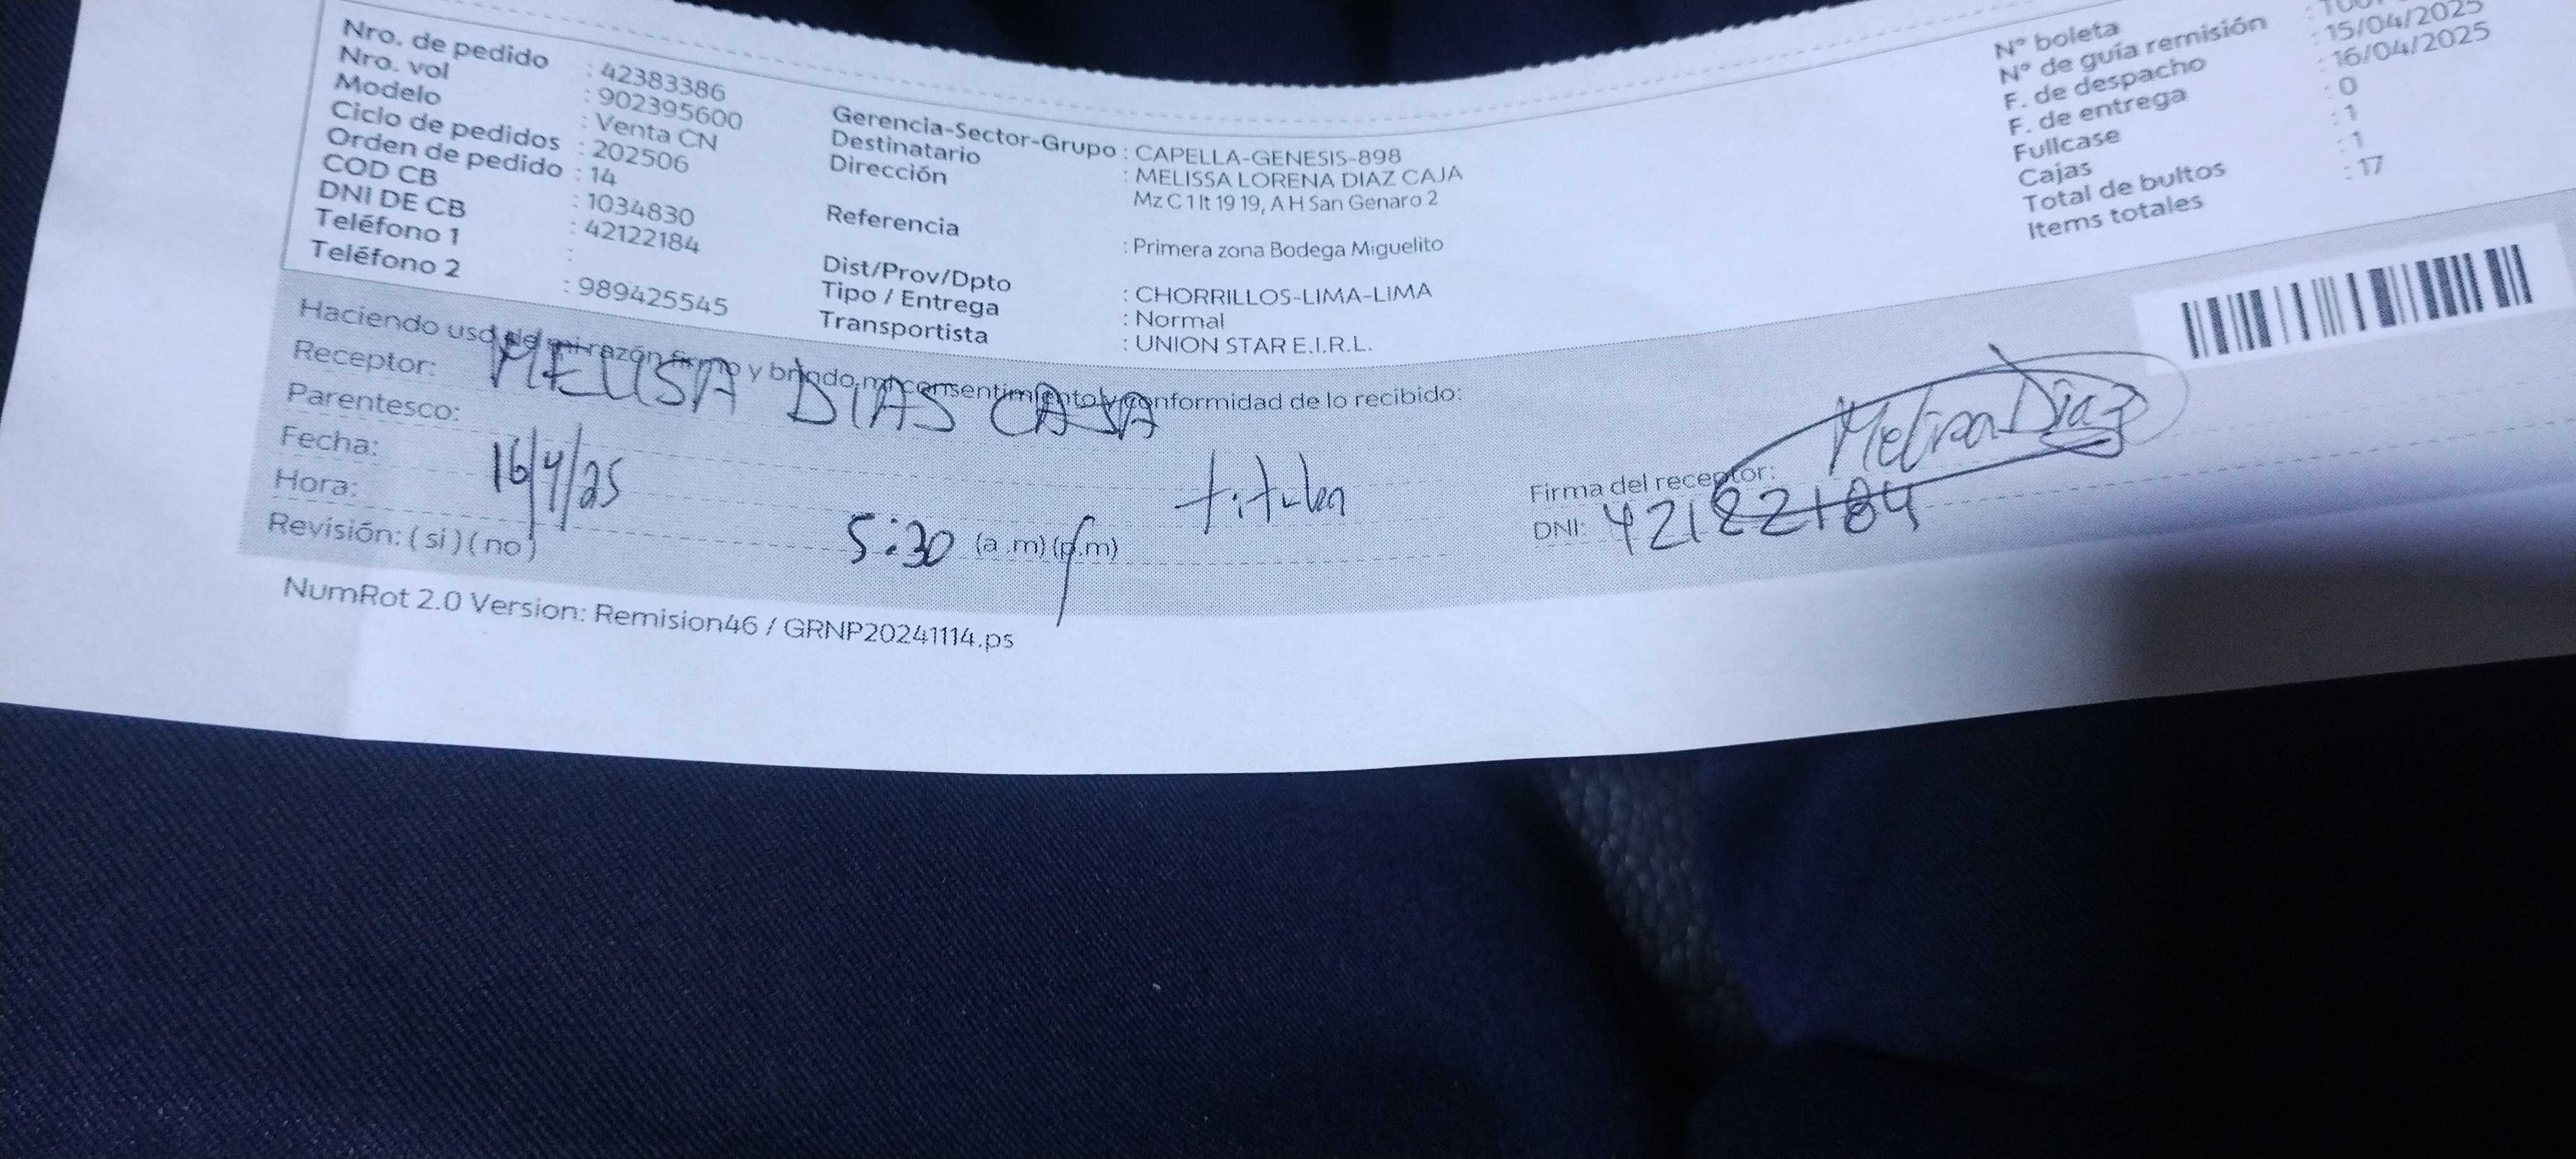 Nro. de pedido : 42383386
Nro. vol : 902395600
Modelo : Venta CN
Ciclo de pedidos : 202506
Orden de pedido : 14
COD CB : 1034830
DNI DE CB : 42122184
Teléfono 1 :
Teléfono 2 : 989425545
Gerencia-Sector-Grupo : CAPELLA-GENESIS-898
Destinatario : MELISSA LORENA DIAZ CAJA
Dirección Mz C 1 lt 19 19, A H San Genaro 2
Referencia : Primera zona Bodega Miguelito
Dist/Prov/Dpto : CHORRILLOS-LIMA-LIMA
Tipo / Entrega : Normal
Transportista : UNION STAR E.I.R.L.
N° boleta
N° de guía remisión
F. de despacho : 15/04/2025
F. de entrega : 16/04/2025
Fullcase : 0
Cajas : 1
Total de bultos : 1
Items totales : 17
Haciendo uso de mi razón firmo y brindo mi consentimiento y conformidad de lo recibido:
Receptor: MELISA DIAS CAJA
Parentesco: titular
Fecha: 16/4/25
Hora: 5:30 (a.m) (p.m)
Revisión: ( si ) ( no )
Firma del receptor: Melisa Diaz
DNI: 42122184
NumRot 2.0 Version: Remision46 / GRNP20241114.ps